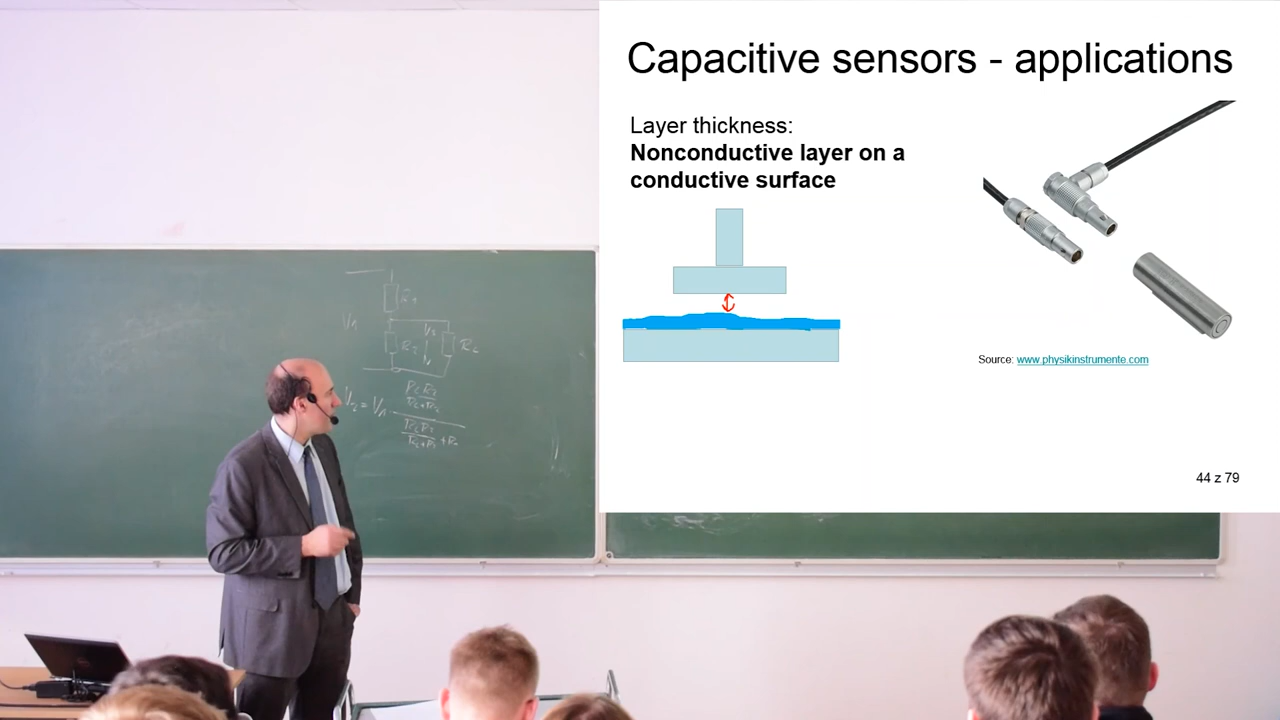 Capacitive sensors - applications
Layer thickness:
Nonconductive layer on a
conductive surface
Source: www.physikinstrumente.com
44 z 79